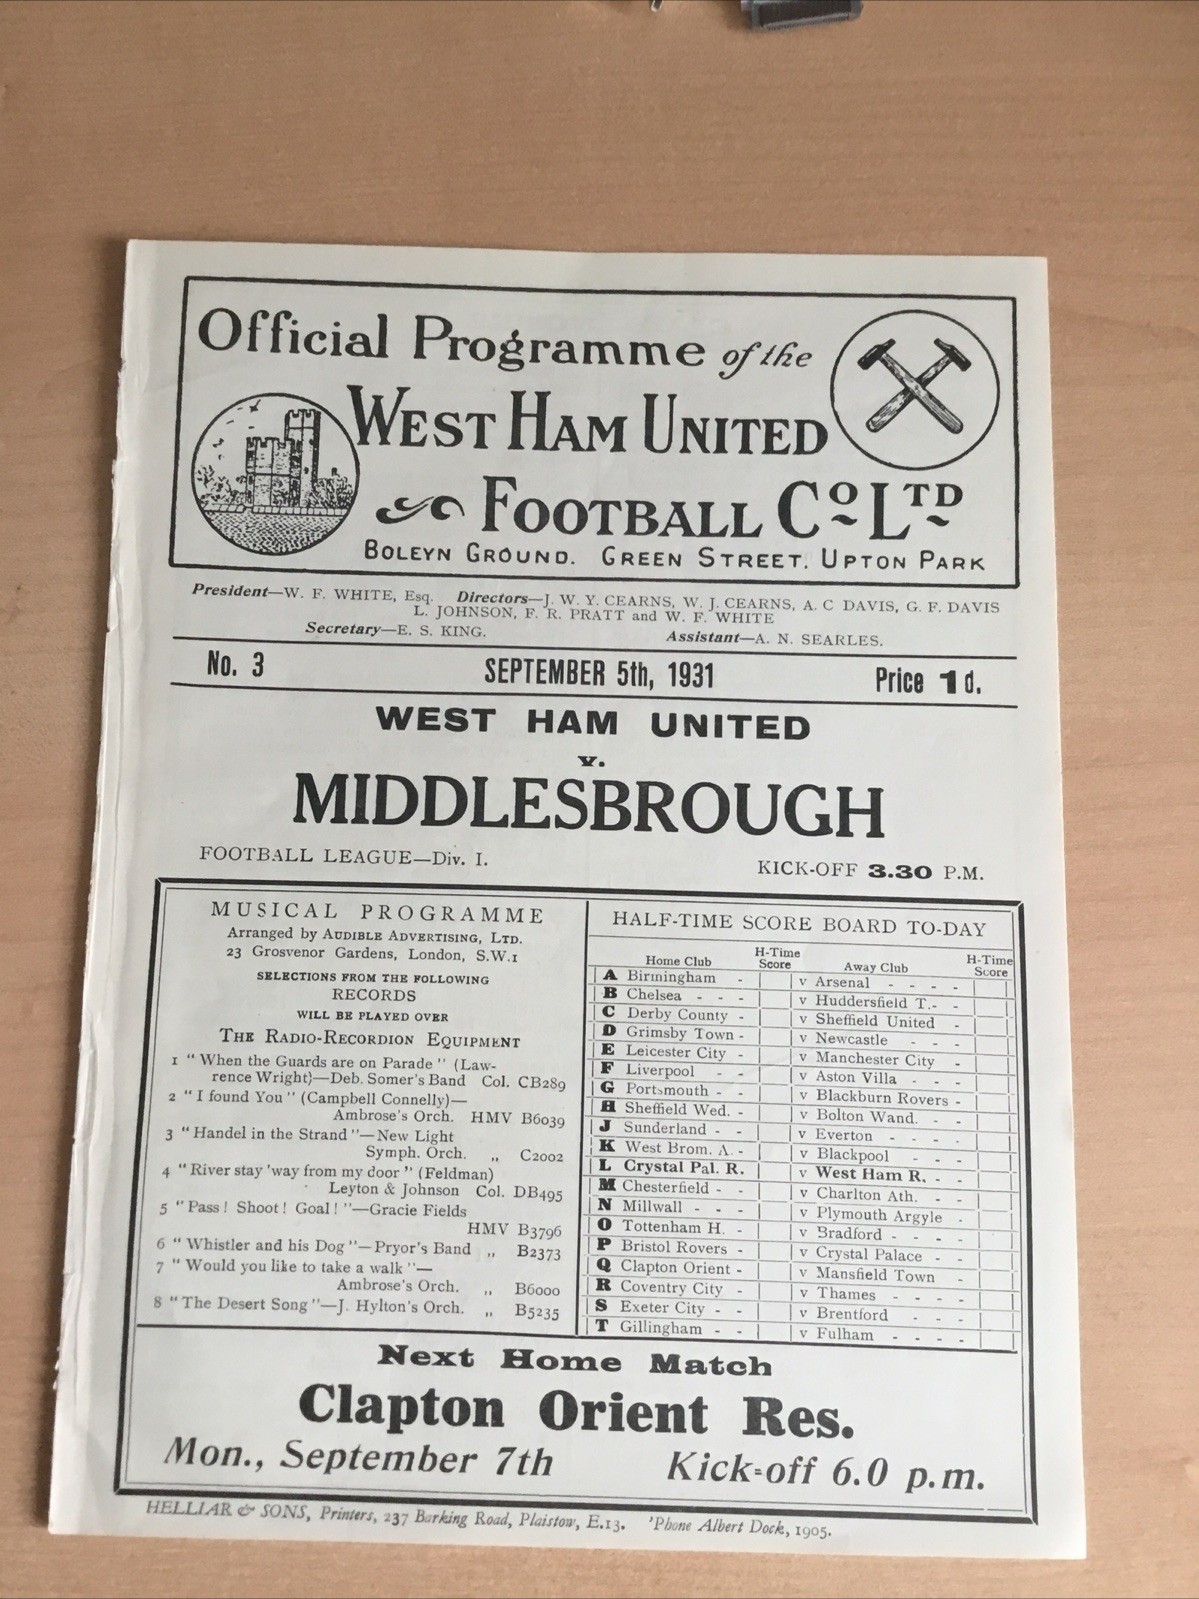 Official Programme of the
WEST HAM UNITED
FOOTBALL CO LTD
BOLEYN GROUND. GREEN STREET. UPTON PARK
President—W. F. WHITE, Esq. Directors—J. W. Y. CEARNS, W. J. CEARNS, A. C DAVIS, G. F. DAVIS
L. JOHNSON, F. R. PRATT and W. F. WHITE
Secretary—E. S. KING. Assistant—A. N. SEARLES.
No. 3 SEPTEMBER 5th, 1931 Price 1d.
WEST HAM UNITED
v.
MIDDLESBROUGH
FOOTBALL LEAGUE—Div. I. KICK-OFF 3.30 P.M.
MUSICAL PROGRAMME
Arranged by AUDIBLE ADVERTISING, LTD.
23 Grosvenor Gardens, London, S.W.1
SELECTIONS FROM THE FOLLOWING
RECORDS
WILL BE PLAYED OVER
THE RADIO-RECORDION EQUIPMENT
1 "When the Guards are on Parade" (Law-
rence Wright)—Deb. Somer's Band Col. CB289
2 "I found You" (Campbell Connelly)—
Ambrose's Orch. HMV B6039
3 "Handel in the Strand"—New Light
Symph. Orch. ,, C2002
4 "River stay 'way from my door" (Feldman)
Leyton & Johnson Col. DB495
5 "Pass! Shoot! Goal!"—Gracie Fields
HMV B3796
6 "Whistler and his Dog"—Pryor's Band ,, B2373
7 "Would you like to take a walk"—
Ambrose's Orch. ,, B6000
8 "The Desert Song"—J. Hylton's Orch. ,, B5235
HALF-TIME SCORE BOARD TO-DAY
Home Club H-Time Score Away Club H-Time Score
A Birmingham - v Arsenal - - - -
B Chelsea - - - v Huddersfield T.- -
C Derby County - v Sheffield United -
D Grimsby Town - v Newcastle - - -
E Leicester City - v Manchester City -
F Liverpool - - v Aston Villa - - -
G Portsmouth - - v Blackburn Rovers -
H Sheffield Wed. - v Bolton Wand. - -
J Sunderland - - v Everton - - - -
K West Brom. A. - v Blackpool - - -
L Crystal Pal. R. v West Ham R. - -
M Chesterfield - - v Charlton Ath. - -
N Millwall - - - v Plymouth Argyle -
O Tottenham H. - v Bradford - - - -
P Bristol Rovers - v Crystal Palace - -
Q Clapton Orient - v Mansfield Town -
R Coventry City - v Thames - - - -
S Exeter City - - v Brentford - - -
T Gillingham - - v Fulham - - - -
Next Home Match
Clapton Orient Res.
Mon., September 7th Kick-off 6.0 p.m.
HELLIAR & SONS, Printers, 237 Barking Road, Plaistow, E.13. 'Phone Albert Dock, 1905.